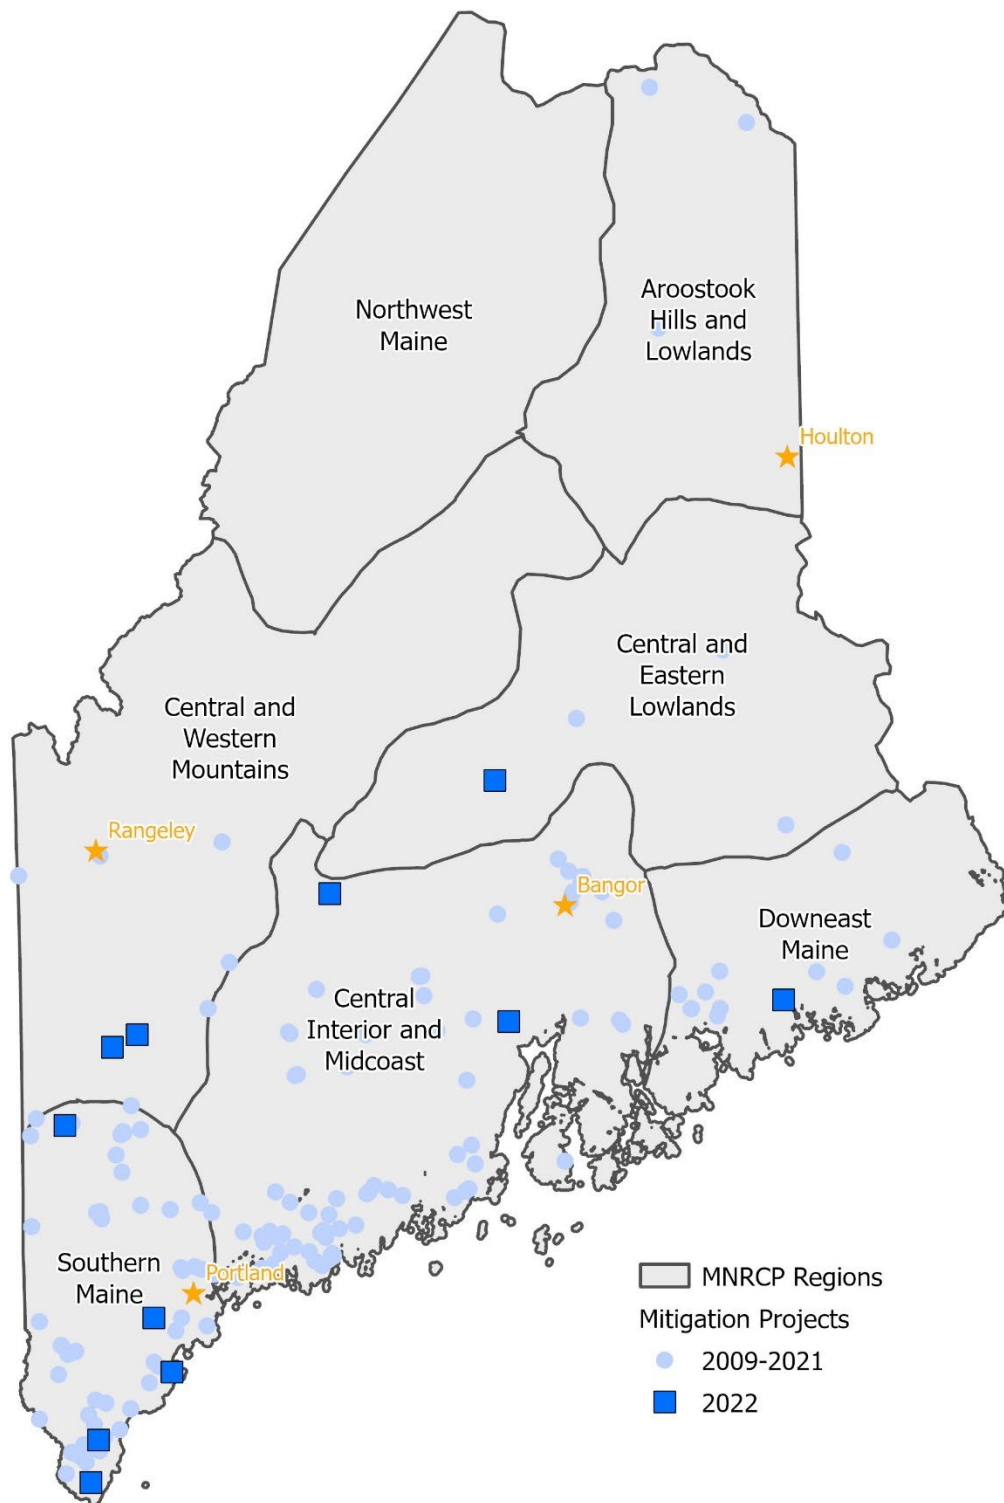 Northwest
Maine
Aroostook
Hills and
Lowlands
Houlton
Central and
Eastern
Lowlands
Central and
Western
Mountains
Rangeley
Bangor
Downeast
Maine
Central
Interior and
Midcoast
Southern
Maine
Portland
MNRCP Regions
Mitigation Projects
2009-2021
2022